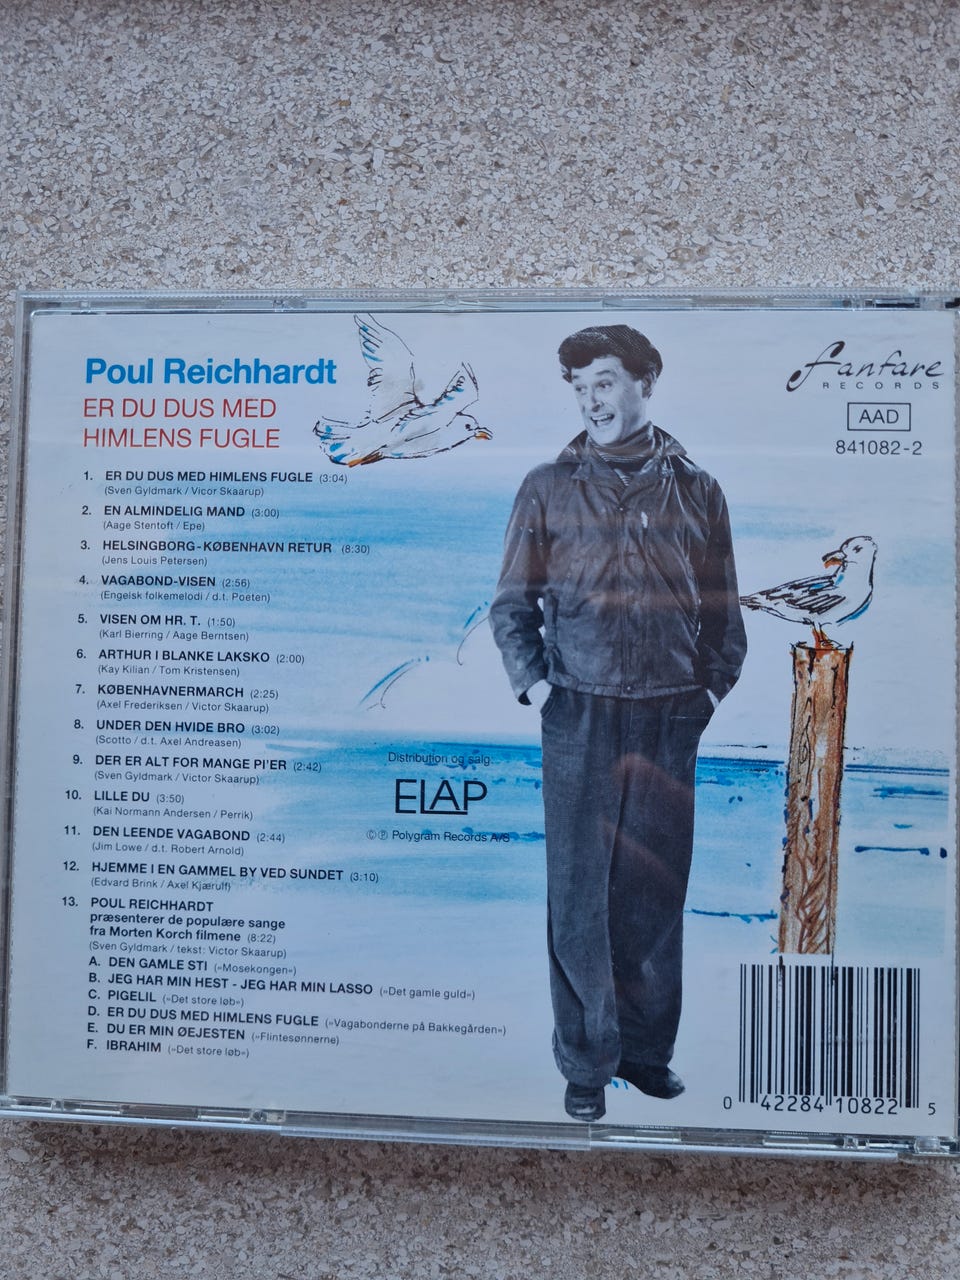 Poul Reichhardt
ER DU DUS MED
HIMLENS FUGLE
fanfare
RECORDS
AAD
841082-2
1. ER DU DUS MED HIMLENS FUGLE (3:04)
(Sven Gyldmark / Vicor Skaarup)
2. EN ALMINDELIG MAND (3:00)
(Aage Stentoft / Epe)
3. HELSINGBORG-KØBENHAVN RETUR (8:30)
(Jens Louis Petersen)
4. VAGABOND-VISEN (2:56)
(Engelsk folkemelodi / d.t. Poeten)
5. VISEN OM HR. T. (1:50)
(Karl Bierring / Aage Berntsen)
6. ARTHUR I BLANKE LAKSKO (2:00)
(Kay Kilian / Tom Kristensen)
7. KØBENHAVNERMARCH (2:25)
(Axel Frederiksen / Victor Skaarup)
8. UNDER DEN HVIDE BRO (3:02)
(Scotto / d.t. Axel Andreasen)
9. DER ER ALT FOR MANGE PI'ER (2:42)
(Sven Gyldmark / Victor Skaarup)
10. LILLE DU (3:50)
(Kai Normann Andersen / Perrik)
11. DEN LEENDE VAGABOND (2:44)
(Jim Lowe / d.t. Robert Arnold)
12. HJEMME I EN GAMMEL BY VED SUNDET (3:10)
(Edvard Brink / Axel Kjærulf)
13. POUL REICHHARDT
præsenterer de populære sange
fra Morten Korch filmene (8:22)
(Sven Gyldmark / tekst: Victor Skaarup)
A. DEN GAMLE STI (»Mosekongen«)
B. JEG HAR MIN HEST - JEG HAR MIN LASSO (»Det gamle guld«)
C. PIGELIL (»Det store løb«)
D. ER DU DUS MED HIMLENS FUGLE (»Vagabonderne på Bakkegården«)
E. DU ER MIN ØEJESTEN (»Flintesønnerne)
F. IBRAHIM (»Det store løb«)
Distribution og salg:
ELAP
©℗ Polygram Records A/S
0 42284 10822 5